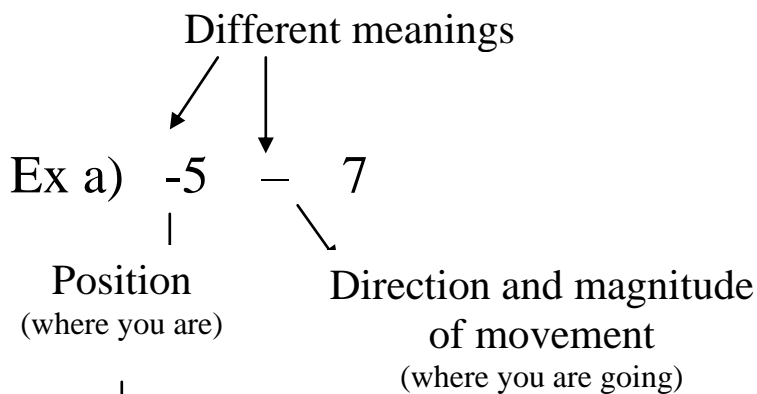 Different meanings
Ex a) -5 – 7
Position
(where you are)
Direction and magnitude
of movement
(where you are going)